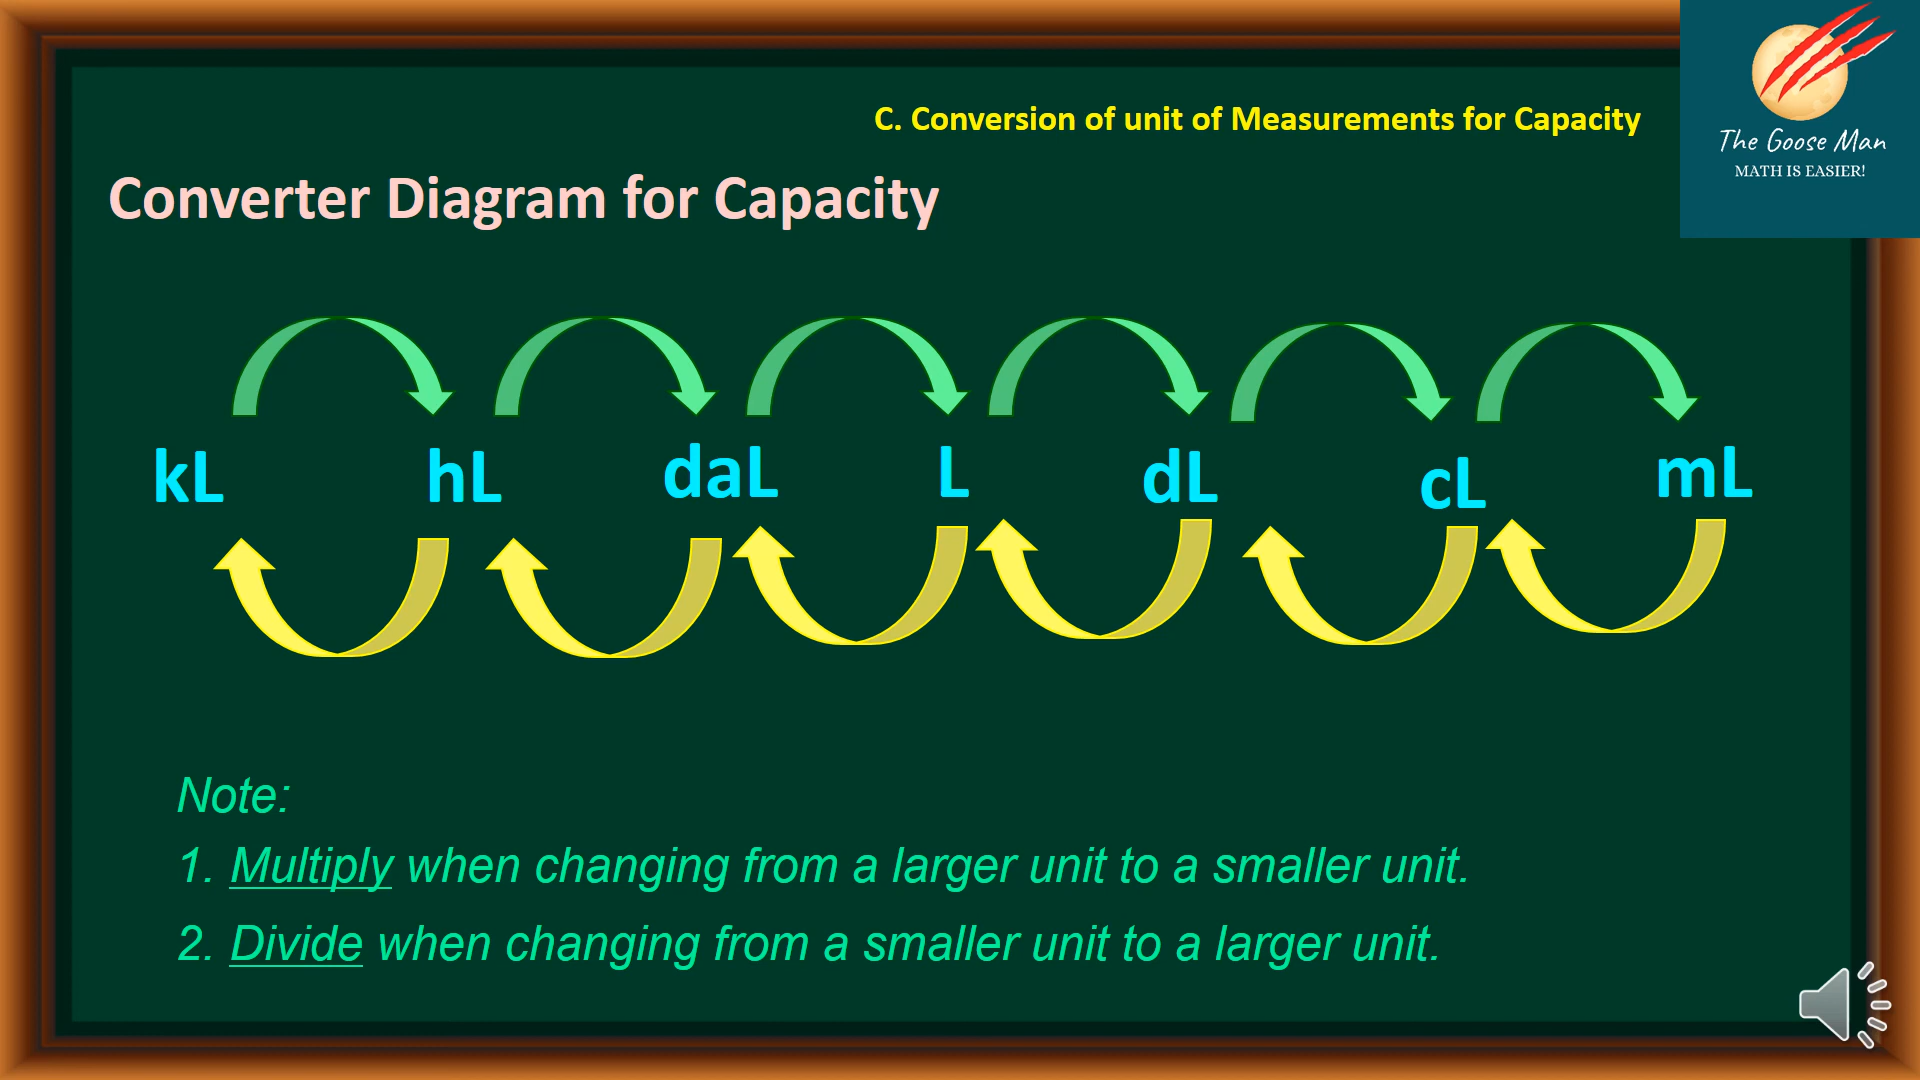 C. Conversion of unit of Measurements for Capacity
The Goose Man
MATH IS EASIER!
Converter Diagram for Capacity
kL hL daL L dL cL mL
Note:
1. Multiply when changing from a larger unit to a smaller unit.
2. Divide when changing from a smaller unit to a larger unit.